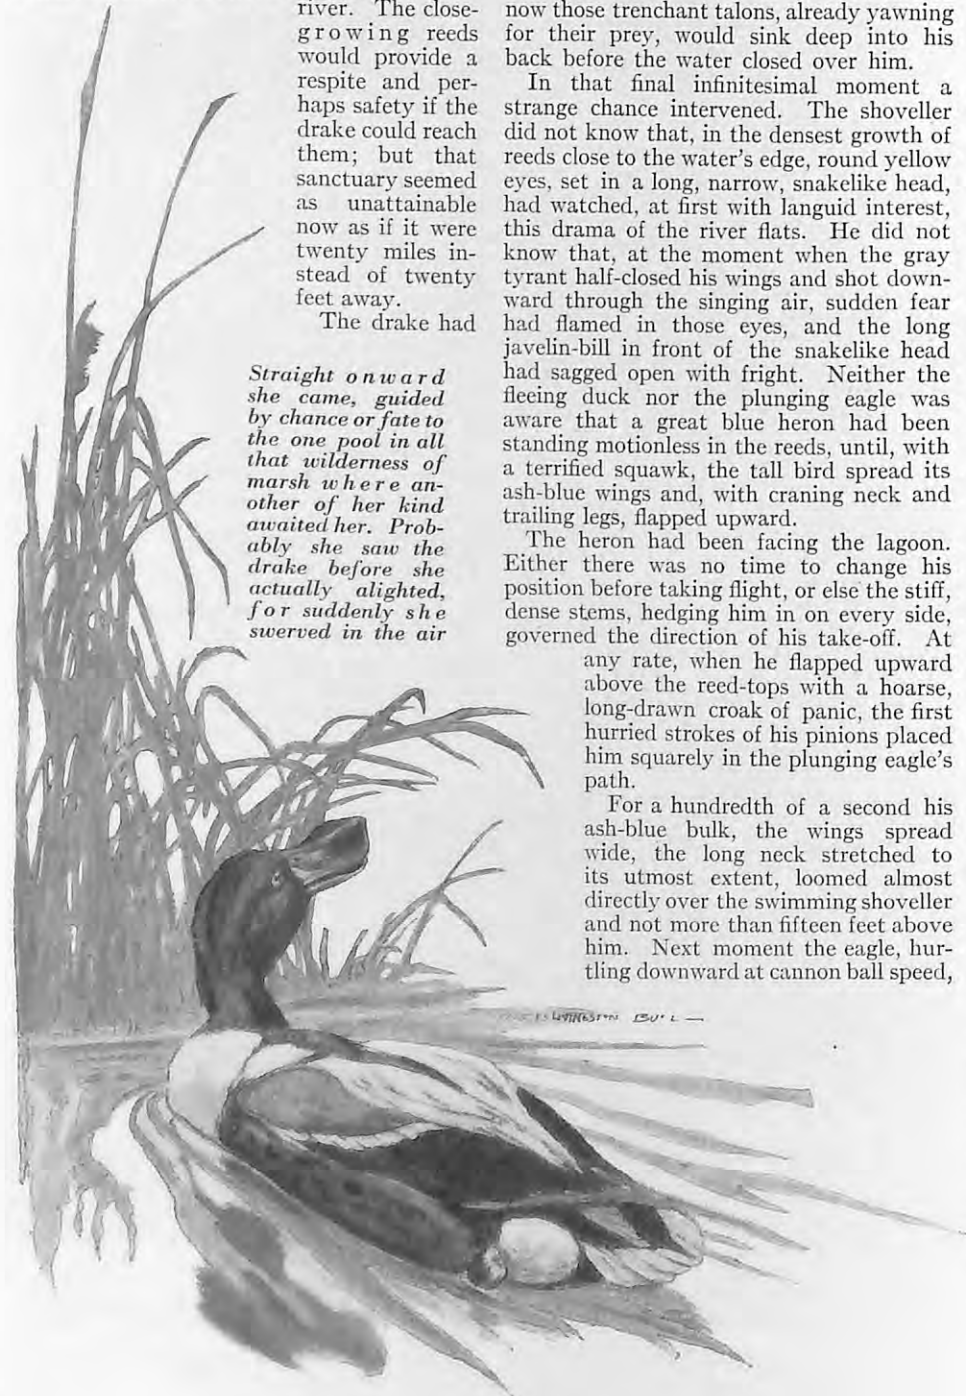 river. The close-
growing reeds
would provide a
respite and per-
haps safety if the
drake could reach
them; but that
sanctuary seemed
as unattainable
now as if it were
twenty miles in-
stead of twenty
feet away.
The drake had
Straight onward
she came, guided
by chance or fate to
the one pool in all
that wilderness of
marsh where an-
other of her kind
awaited her. Prob-
ably she saw the
drake before she
actually alighted,
for suddenly she
swerved in the air
now those trenchant talons, already yawning
for their prey, would sink deep into his
back before the water closed over him.
In that final infinitesimal moment a
strange chance intervened. The shoveller
did not know that, in the densest growth of
reeds close to the water's edge, round yellow
eyes, set in a long, narrow, snakelike head,
had watched, at first with languid interest,
this drama of the river flats. He did not
know that, at the moment when the gray
tyrant half-closed his wings and shot down-
ward through the singing air, sudden fear
had flamed in those eyes, and the long
javelin-bill in front of the snakelike head
had sagged open with fright. Neither the
fleeing duck nor the plunging eagle was
aware that a great blue heron had been
standing motionless in the reeds, until, with
a terrified squawk, the tall bird spread its
ash-blue wings and, with craning neck and
trailing legs, flapped upward.
The heron had been facing the lagoon.
Either there was no time to change his
position before taking flight, or else the stiff,
dense stems, hedging him in on every side,
governed the direction of his take-off. At
any rate, when he flapped upward
above the reed-tops with a hoarse,
long-drawn croak of panic, the first
hurried strokes of his pinions placed
him squarely in the plunging eagle's
path.
For a hundredth of a second his
ash-blue bulk, the wings spread
wide, the long neck stretched to
its utmost extent, loomed almost
directly over the swimming shoveller
and not more than fifteen feet above
him. Next moment the eagle, hur-
tling downward at cannon ball speed,
LIVINGSTON